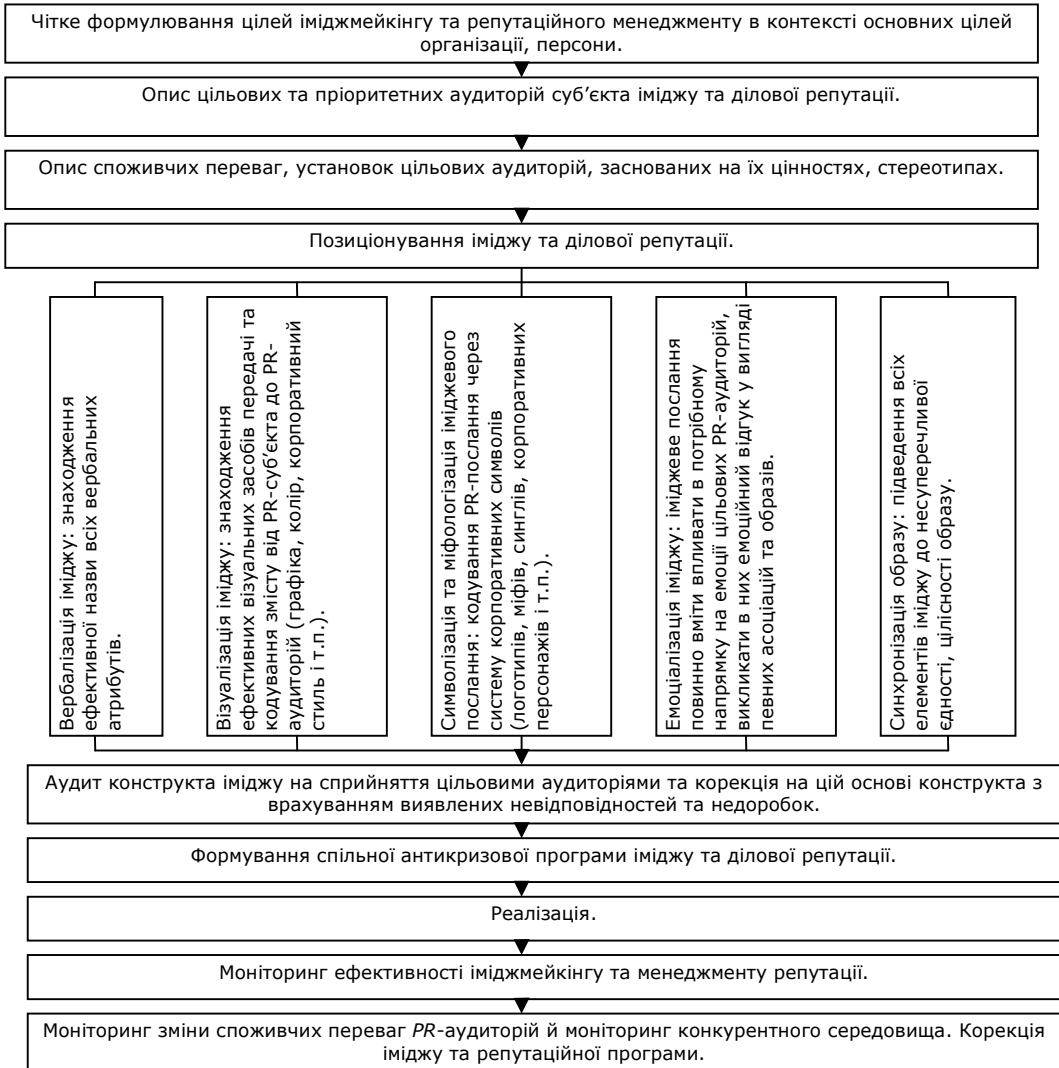 Чітке формулювання цілей іміджмейкінгу та репутаційного менеджменту в контексті основних цілей
організації, персони.
Опис цільових та пріоритетних аудиторій суб’єкта іміджу та ділової репутації.
Опис споживчих переваг, установок цільових аудиторій, заснованих на їх цінностях, стереотипах.
Позиціонування іміджу та ділової репутації.
Вербалізація іміджу: знаходження
ефективної назви всіх вербальних
атрибутів.
Візуалізація іміджу: знаходження
ефективних візуальних засобів передачі та
кодування змісту від PR-суб’єкта до PR-
аудиторій (графіка, колір, корпоративний
стиль і т.п.).
Символізація та міфологізація іміджевого
послання: кодування PR-послання через
систему корпоративних символів
(логотипів, міфів, синглів, корпоративних
персонажів і т.п.).
Емоціалізація іміджу: іміджеве послання
повинно вміти впливати в потрібному
напрямку на емоції цільових PR-аудиторій,
викликати в них емоційний відгук у вигляді
певних асоціацій та образів.
Синхронізація образу: підведення всіх
елементів іміджу до несуперечливої
єдності, цілісності образу.
Аудит конструкта іміджу на сприйняття цільовими аудиторіями та корекція на цій основі конструкта з
врахуванням виявлених невідповідностей та недоробок.
Формування спільної антикризової програми іміджу та ділової репутації.
Реалізація.
Моніторинг ефективності іміджмейкінгу та менеджменту репутації.
Моніторинг зміни споживчих переваг PR-аудиторій й моніторинг конкурентного середовища. Корекція
іміджу та репутаційної програми.